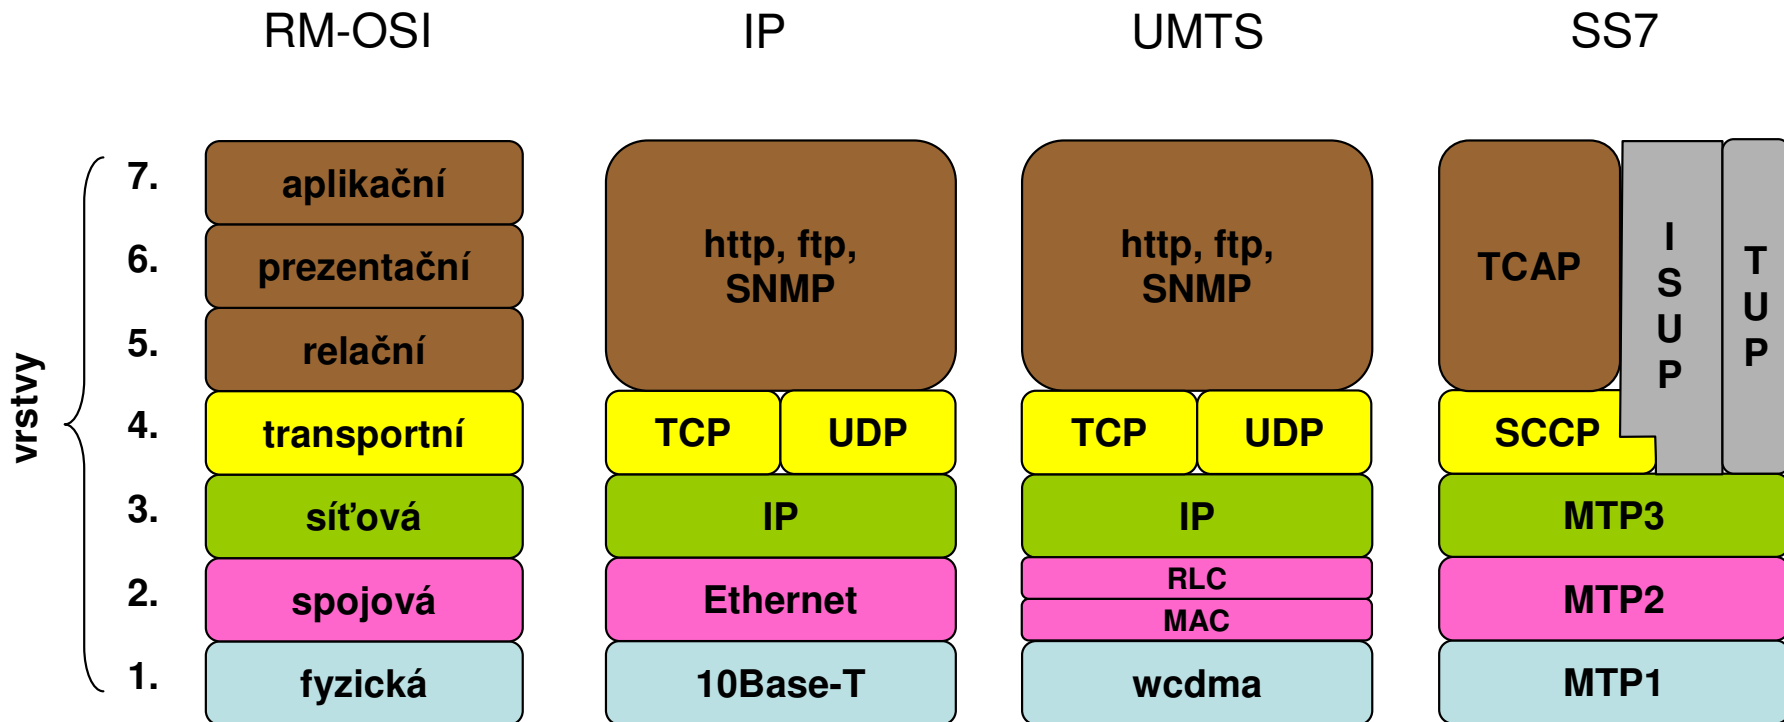 RM-OSI
IP
UMTS
SS7
vrstvy
7.
6.
5.
4.
3.
2.
1.
aplikační
prezentační
relační
transportní
síťová
spojová
fyzická
http, ftp,
SNMP
TCP
UDP
IP
Ethernet
10Base-T
http, ftp,
SNMP
TCP
UDP
IP
RLC
MAC
wcdma
TCAP
ISUP
TUP
SCCP
MTP3
MTP2
MTP1